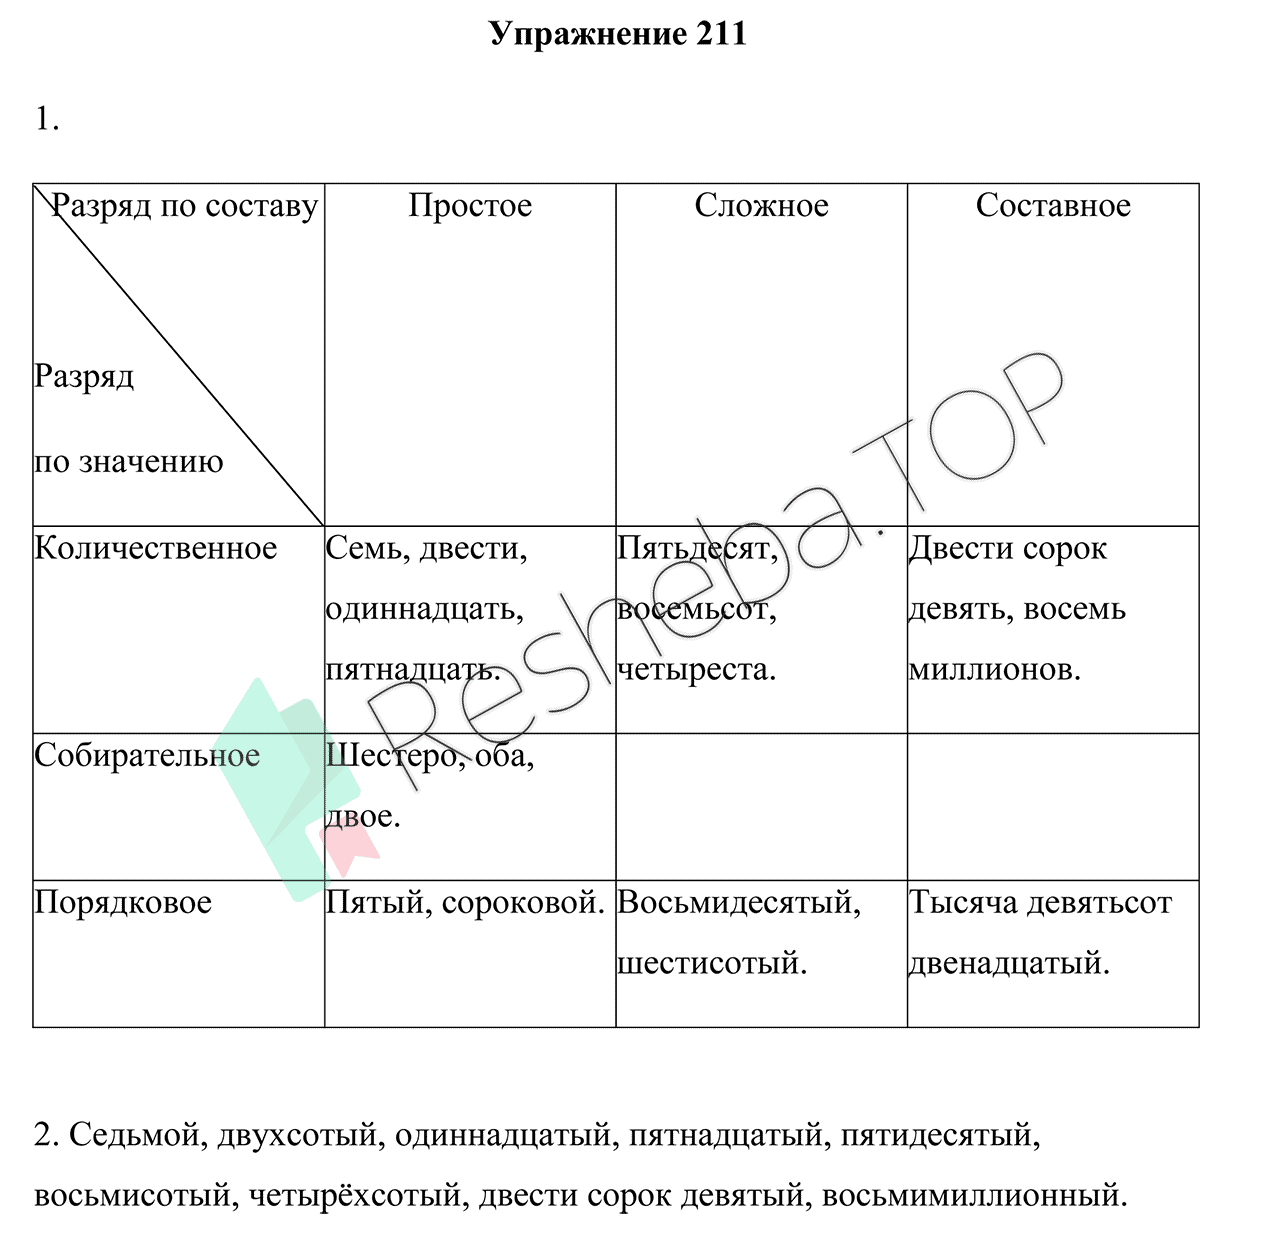 Упражнение 211
1.
Разряд по составу
Разряд
по значению
Простое
Сложное
Составное
Количественное
Семь, двести,
одиннадцать,
пятнадцать.
Пятьдесят,
восемьсот,
четыреста.
Двести сорок
девять, восемь
миллионов.
Собирательное
Шестеро, оба,
двое.
Порядковое
Пятый, сороковой.
Восьмидесятый,
шестисотый.
Тысяча девятьсот
двенадцатый.
2. Седьмой, двухсотый, одиннадцатый, пятнадцатый, пятидесятый,
восьмисотый, четырёхсотый, двести сорок девятый, восьмимиллионный.
Resheba.TOP